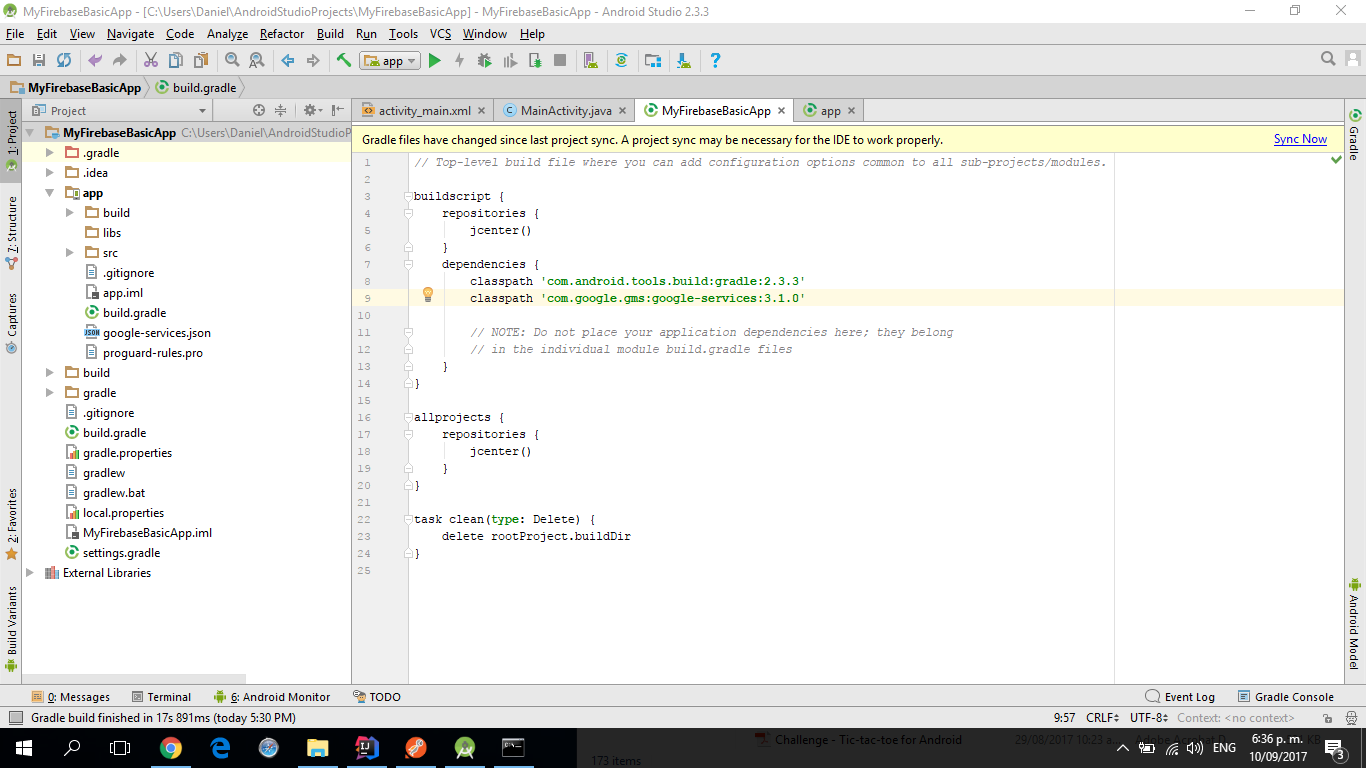 MyFirebaseBasicApp - [C:\Users\Daniel\AndroidStudioProjects\MyFirebaseBasicApp] - MyFirebaseBasicApp - Android Studio 2.3.3
File Edit View Navigate Code Analyze Refactor Build Run Tools VCS Window Help
app
MyFirebaseBasicApp build.gradle
Project
activity_main.xml MainActivity.java MyFirebaseBasicApp app
1: Project
7: Structure
Captures
2: Favorites
Build Variants
MyFirebaseBasicApp C:\Users\Daniel\AndroidStudioP
.gradle
.idea
app
build
libs
src
.gitignore
app.iml
build.gradle
google-services.json
proguard-rules.pro
build
gradle
.gitignore
build.gradle
gradle.properties
gradlew
gradlew.bat
local.properties
MyFirebaseBasicApp.iml
settings.gradle
External Libraries
Gradle files have changed since last project sync. A project sync may be necessary for the IDE to work properly. Sync Now
1 // Top-level build file where you can add configuration options common to all sub-projects/modules.
2
3 buildscript {
4 repositories {
5 jcenter()
6 }
7 dependencies {
8 classpath 'com.android.tools.build:gradle:2.3.3'
9 classpath 'com.google.gms:google-services:3.1.0'
10
11 // NOTE: Do not place your application dependencies here; they belong
12 // in the individual module build.gradle files
13 }
14 }
15
16 allprojects {
17 repositories {
18 jcenter()
19 }
20 }
21
22 task clean(type: Delete) {
23 delete rootProject.buildDir
24 }
25
Gradle
Android Model
0: Messages Terminal 6: Android Monitor TODO Event Log Gradle Console
Gradle build finished in 17s 891ms (today 5:30 PM) 9:57 CRLF UTF-8 Context: <no context>
Challenge - Tic-tac-toe for Android 29/08/2017 10:23 a... Adobe Acrobat D... KB
173 items
ENG
6:36 p. m.
10/09/2017
3